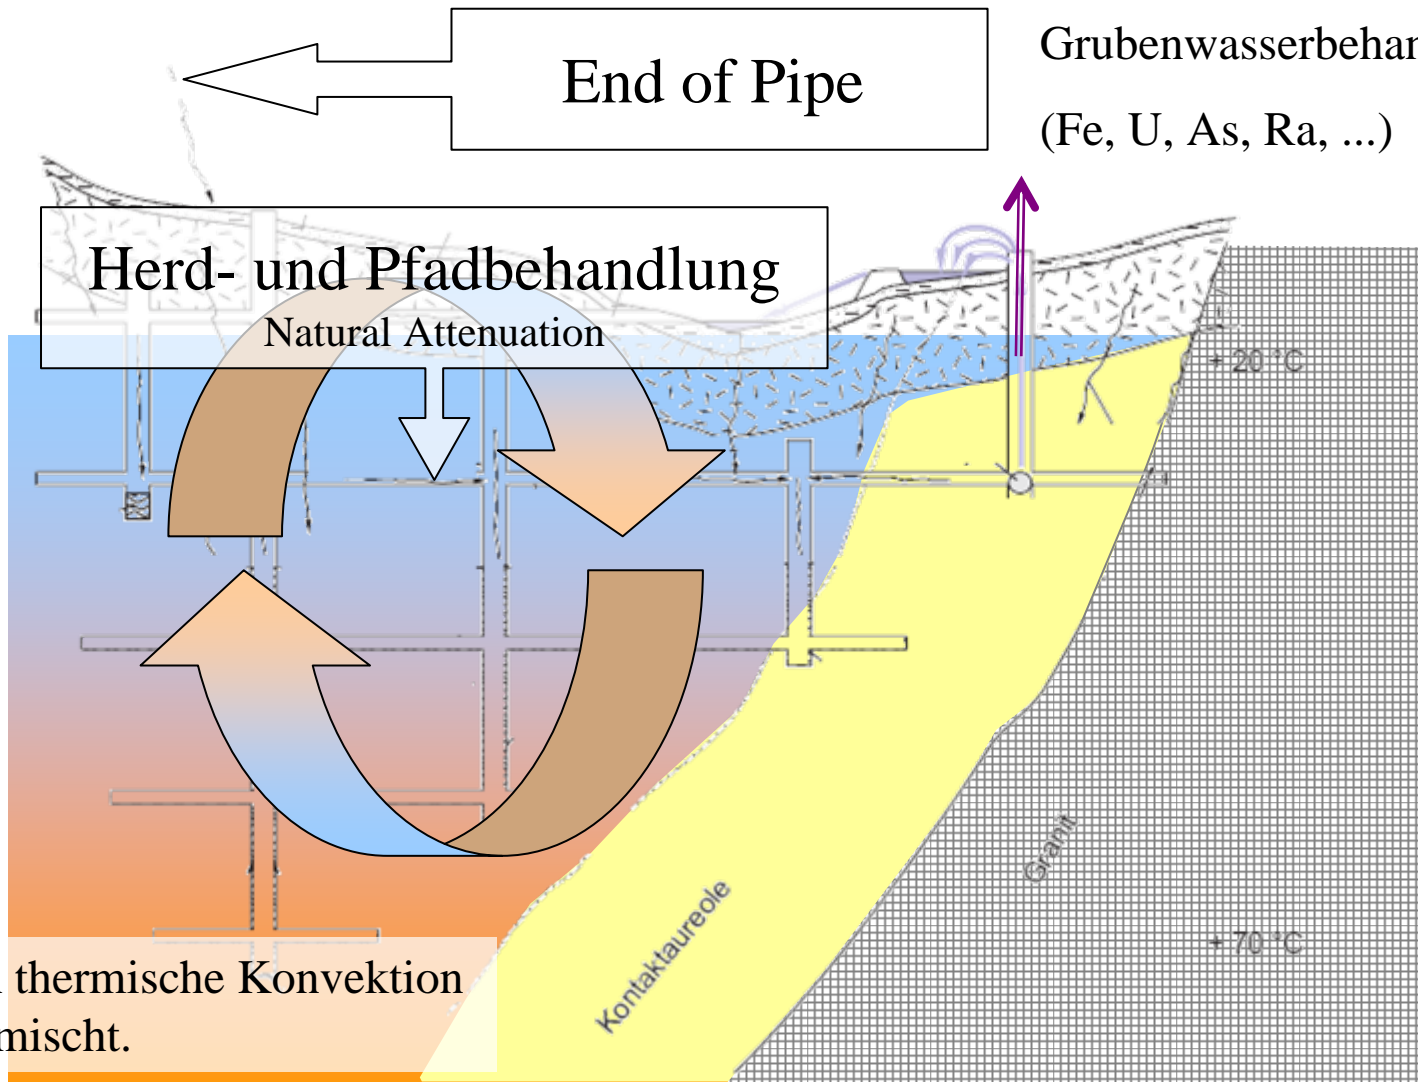 End of Pipe
Grubenwasserbehan
(Fe, U, As, Ra, ...)
Herd- und Pfadbehandlung
Natural Attenuation
+ 20 °C
Granit
Kontaktaureole
+ 70 °C
thermische Konvektion
mischt.